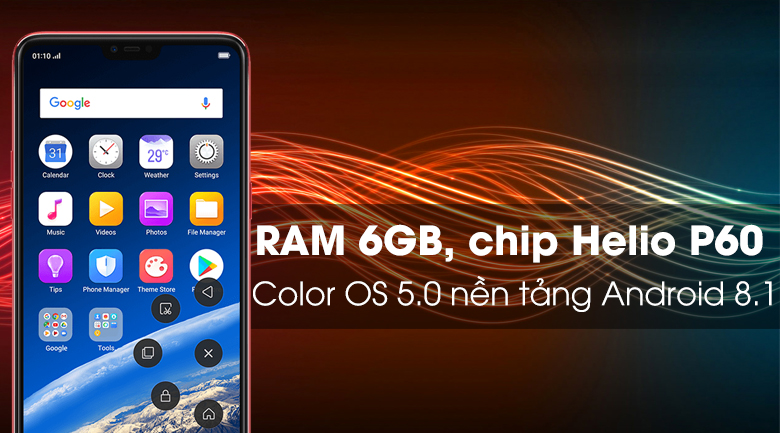 01:10
Google
31
29°
Calendar Clock Weather Settings
Music Videos Photos File Manager
Tips Phone Manager Theme Store
Google Tools
RAM 6GB, chip Helio P60
Color OS 5.0 nền tảng Android 8.1